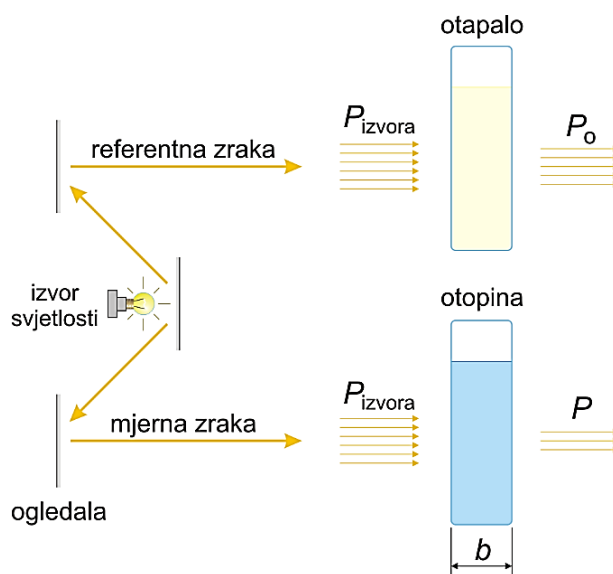 otapalo
referentna zraka
Pizvora
Po
izvor
svjetlosti
otopina
mjerna zraka
Pizvora
P
ogledala
b